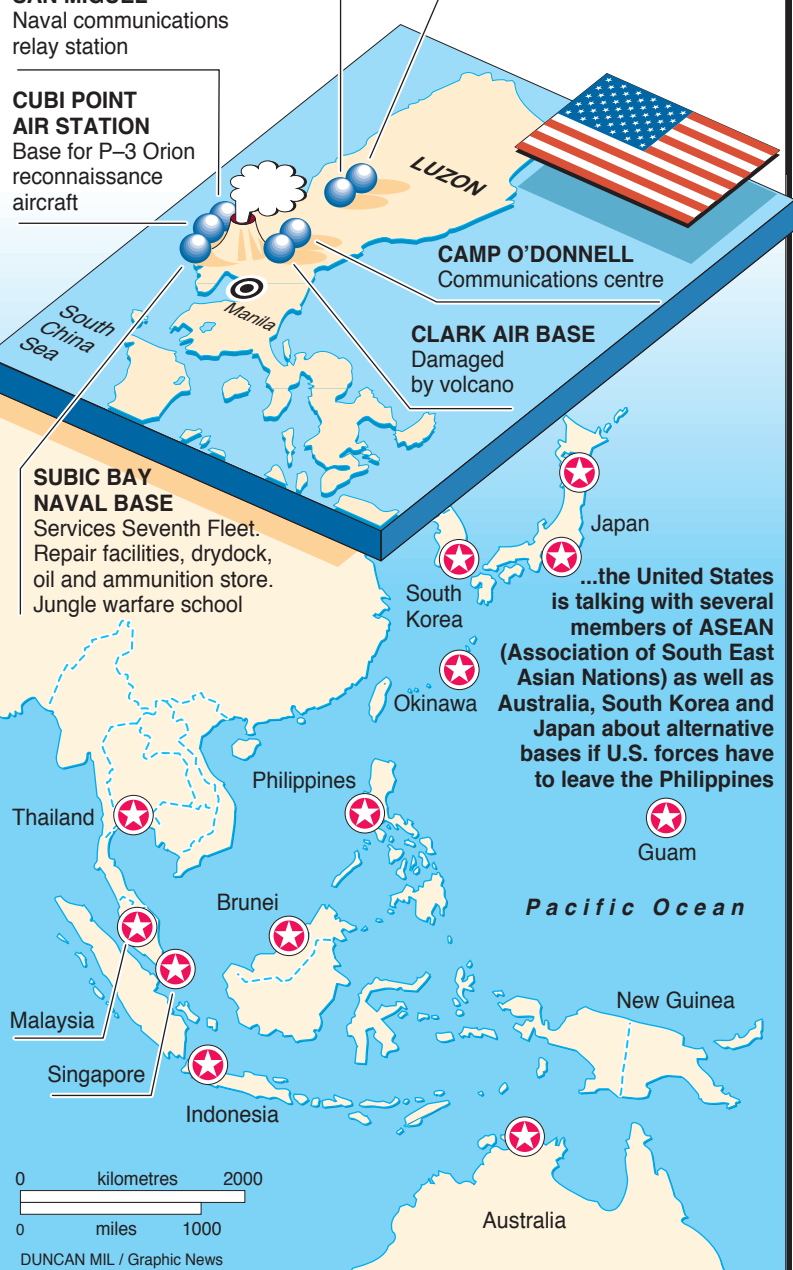 SAN MIGUEL
Naval communications
relay station
CUBI POINT
AIR STATION
Base for P–3 Orion
reconnaissance
aircraft
LUZON
CAMP O’DONNELL
Communications centre
South
China
Sea
Manila
CLARK AIR BASE
Damaged
by volcano
SUBIC BAY
NAVAL BASE
Services Seventh Fleet.
Repair facilities, drydock,
oil and ammunition store.
Jungle warfare school
Japan
South
Korea
...the United States
is talking with several
members of ASEAN
(Association of South East
Asian Nations) as well as
Australia, South Korea and
Japan about alternative
bases if U.S. forces have
to leave the Philippines
Okinawa
Philippines
Thailand
Guam
Brunei
Pacific Ocean
Malaysia
New Guinea
Singapore
Indonesia
Australia
0 kilometres 2000
0 miles 1000
DUNCAN MIL / Graphic News